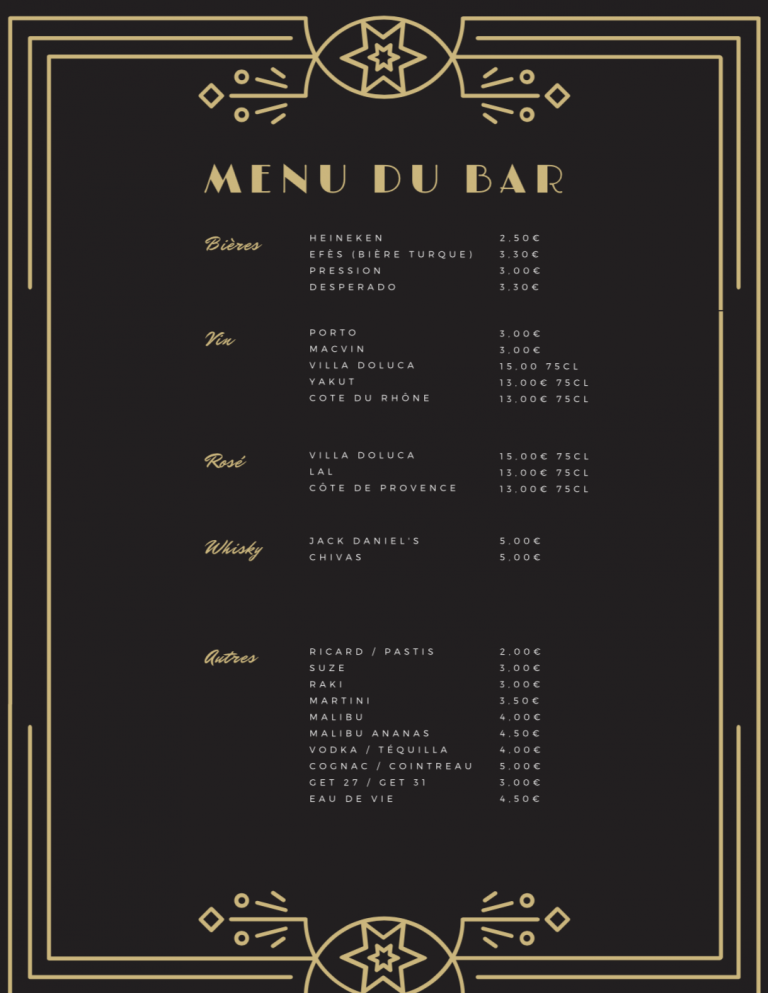 MENU DU BAR
Bières
HEINEKEN 2,50€
EFÈS (BIÈRE TURQUE) 3,30€
PRESSION 3,00€
DESPERADO 3,30€
Vin
PORTO 3,00€
MACVIN 3,00€
VILLA DOLUCA 15,00 75CL
YAKUT 13,00€ 75CL
COTE DU RHÔNE 13,00€ 75CL
Rosé
VILLA DOLUCA 15,00€ 75CL
LAL 13,00€ 75CL
CÔTE DE PROVENCE 13,00€ 75CL
Whisky
JACK DANIEL'S 5,00€
CHIVAS 5,00€
Autres
RICARD / PASTIS 2,00€
SUZE 3,00€
RAKI 3,00€
MARTINI 3,50€
MALIBU 4,00€
MALIBU ANANAS 4,50€
VODKA / TÉQUILLA 4,00€
COGNAC / COINTREAU 5,00€
GET 27 / GET 31 3,00€
EAU DE VIE 4,50€